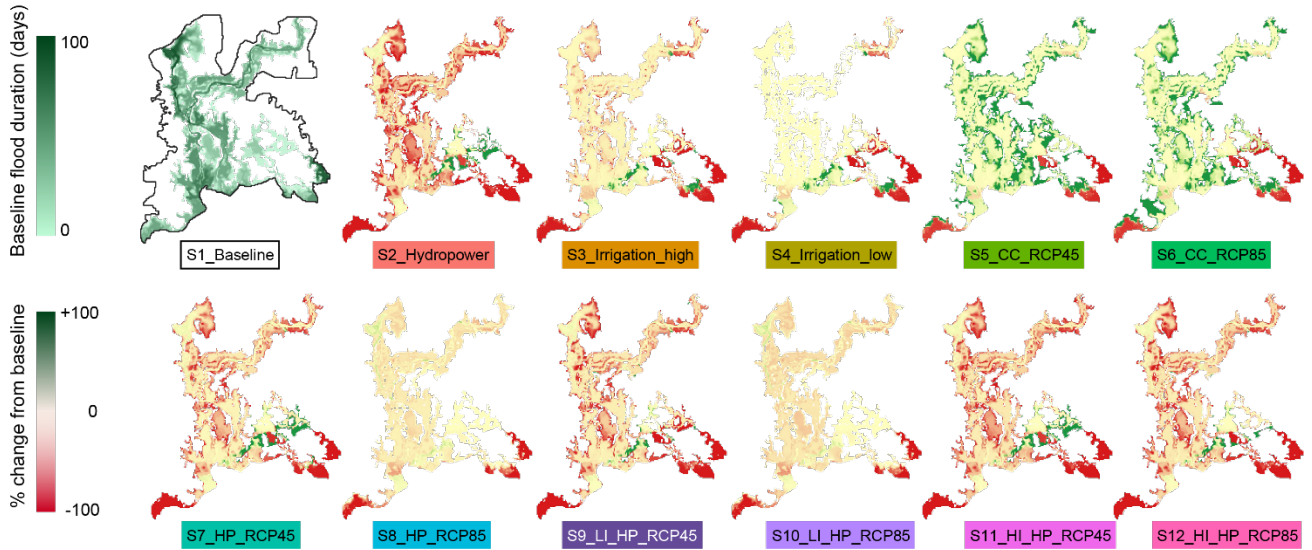 Baseline flood duration (days)
100
0
S1_Baseline
S2_Hydropower
S3_Irrigation_high
S4_Irrigation_low
S5_CC_RCP45
S6_CC_RCP85
% change from baseline
+100
0
-100
S7_HP_RCP45
S8_HP_RCP85
S9_LI_HP_RCP45
S10_LI_HP_RCP85
S11_HI_HP_RCP45
S12_HI_HP_RCP85